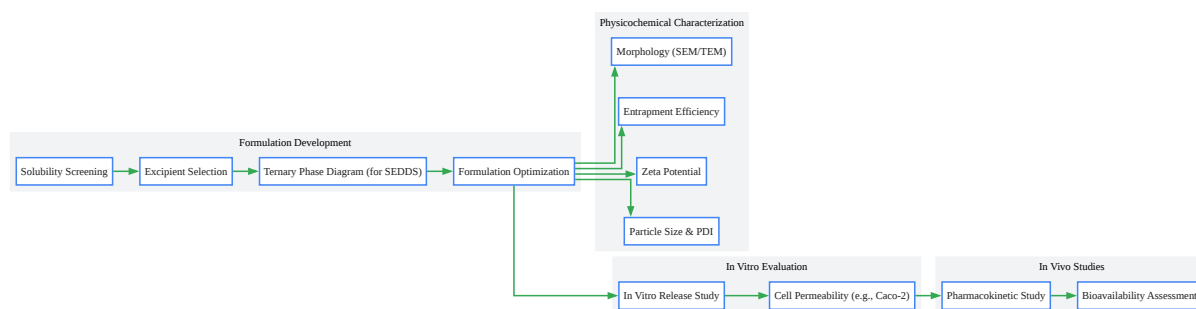 Physicochemical Characterization
Morphology (SEM/TEM)
Entrapment Efficiency
Formulation Development
Solubility Screening
Excipient Selection
Ternary Phase Diagram (for SEDDS)
Formulation Optimization
Zeta Potential
Particle Size & PDI
In Vitro Evaluation
In Vivo Studies
In Vitro Release Study
Cell Permeability (e.g., Caco-2)
Pharmacokinetic Study
Bioavailability Assessment